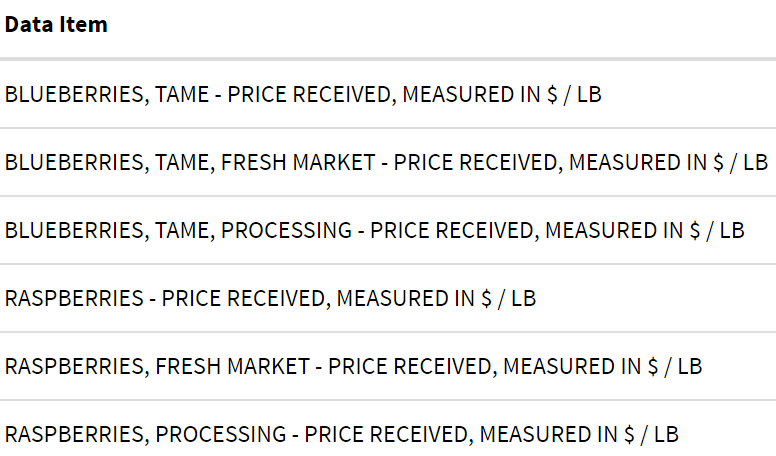 Data Item
BLUEBERRIES, TAME - PRICE RECEIVED, MEASURED IN $ / LB
BLUEBERRIES, TAME, FRESH MARKET - PRICE RECEIVED, MEASURED IN $ / LB
BLUEBERRIES, TAME, PROCESSING - PRICE RECEIVED, MEASURED IN $ / LB
RASPBERRIES - PRICE RECEIVED, MEASURED IN $ / LB
RASPBERRIES, FRESH MARKET - PRICE RECEIVED, MEASURED IN $ / LB
RASPBERRIES, PROCESSING - PRICE RECEIVED, MEASURED IN $ / LB